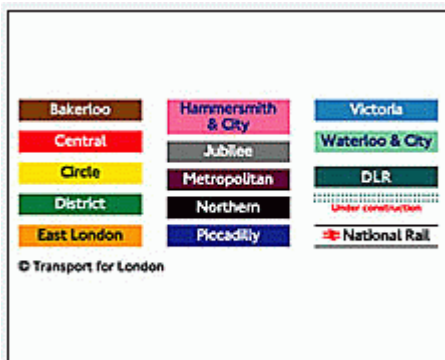 Bakerloo
Central
Circle
District
East London
Hammersmith
& City
Jubilee
Metropolitan
Northern
Piccadilly
Victoria
Waterloo & City
DLR
Under construction
National Rail
© Transport for London